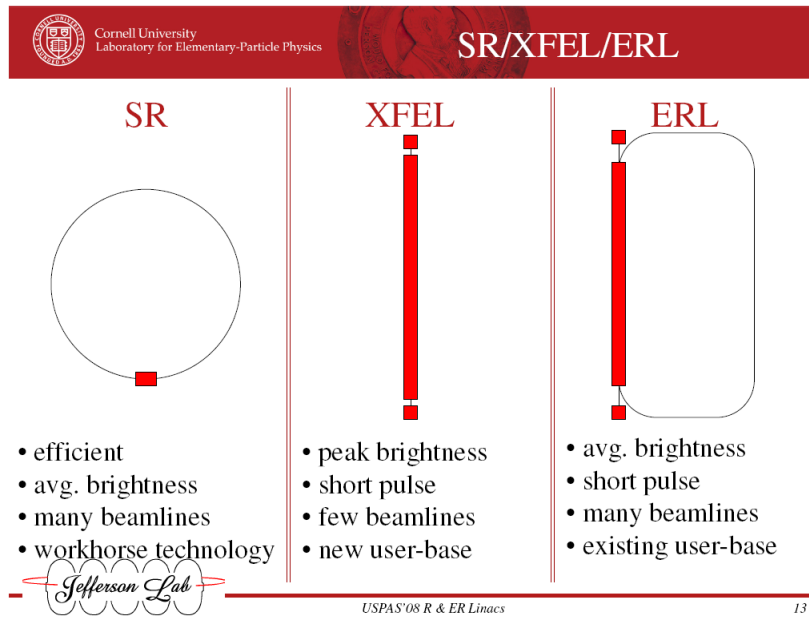 Cornell University
Laboratory for Elementary-Particle Physics
SR/XFEL/ERL
SR
• efficient
• avg. brightness
• many beamlines
• workhorse technology
XFEL
• peak brightness
• short pulse
• few beamlines
• new user-base
ERL
• avg. brightness
• short pulse
• many beamlines
• existing user-base
Jefferson Lab
USPAS'08 R & ER Linacs
13